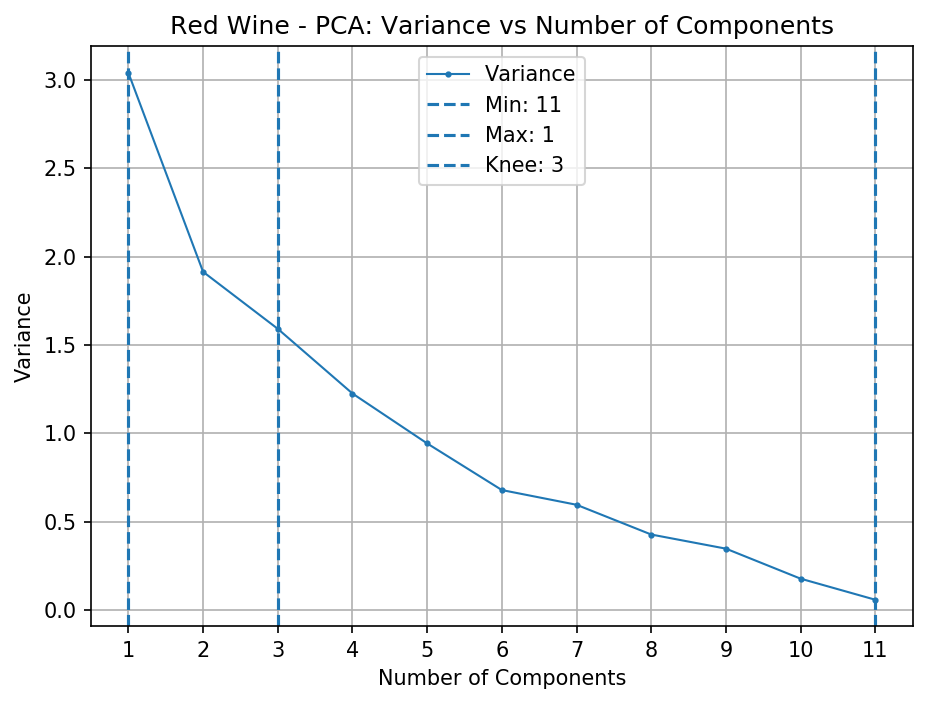 Red Wine - PCA: Variance vs Number of Components
Variance
Min: 11
Max: 1
Knee: 3
3.0
2.5
2.0
1.5
1.0
0.5
0.0
Variance
1 2 3 4 5 6 7 8 9 10 11
Number of Components